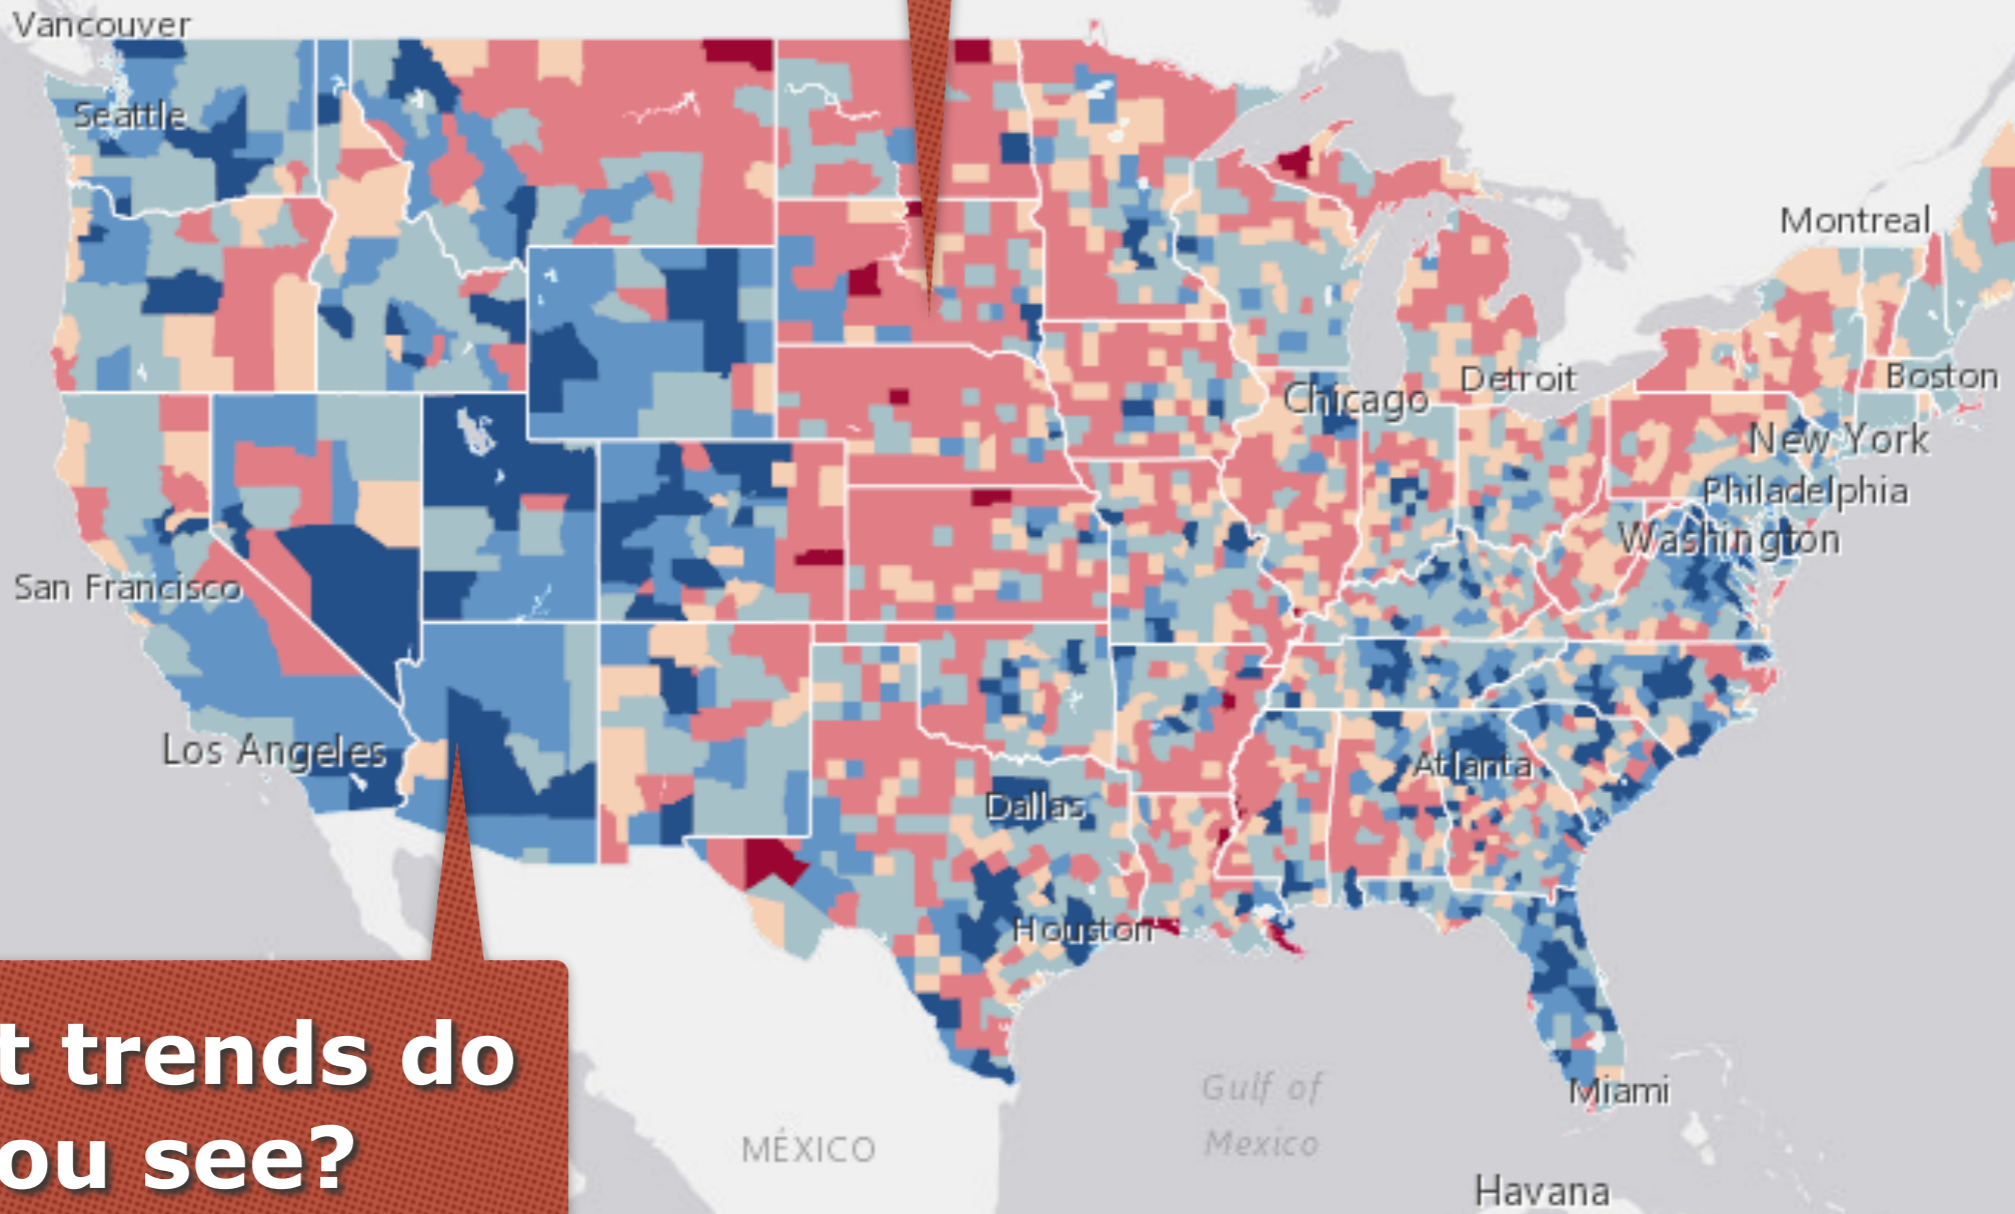 Vancouver
Seattle
Montreal
Boston
Detroit
Chicago
New York
Philadelphia
Washington
San Francisco
Los Angeles
Atlanta
Dallas
Houston
t trends do
ou see?
Gulf of
Mexico
Miami
MÉXICO
Havana